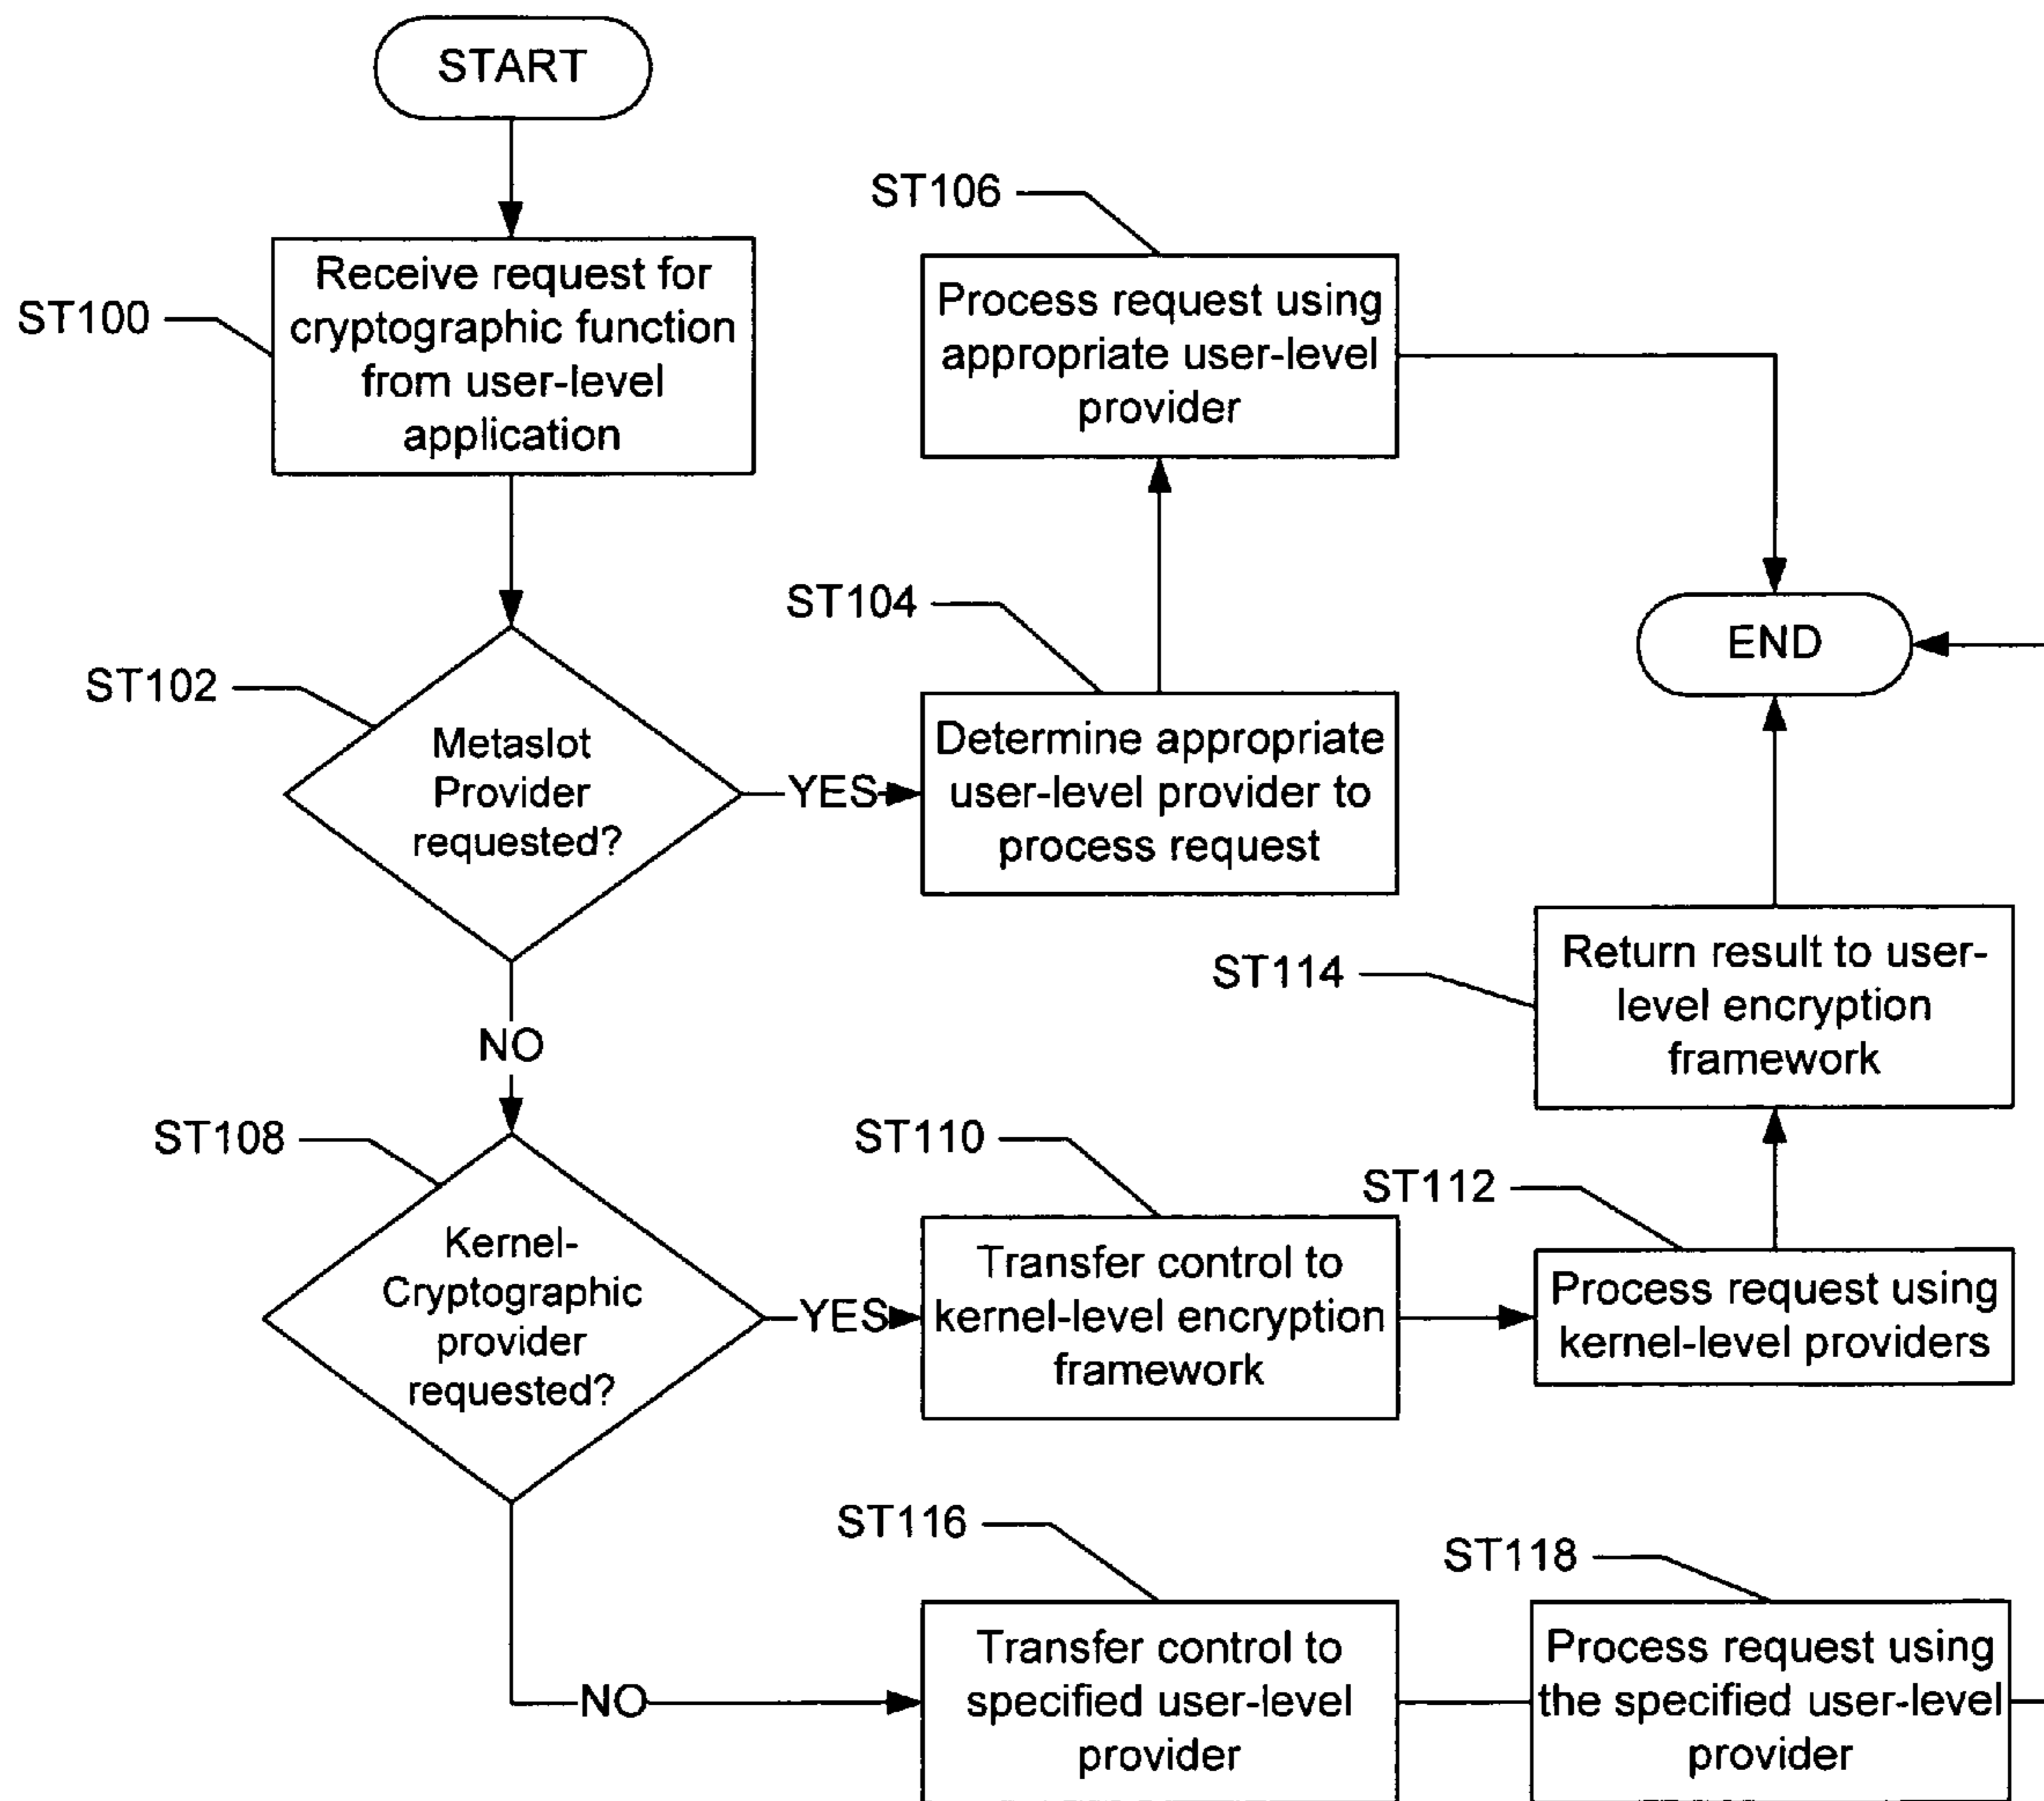 START
ST100
Receive request for
cryptographic function
from user-level
application
ST102
Metaslot
Provider
requested?
YES
ST104
Determine appropriate
user-level provider to
process request
ST106
Process request using
appropriate user-level
provider
END
NO
ST108
Kernel-
Cryptographic
provider
requested?
YES
ST110
Transfer control to
kernel-level encryption
framework
ST112
Process request using
kernel-level providers
ST114
Return result to user-
level encryption
framework
NO
ST116
Transfer control to
specified user-level
provider
ST118
Process request using
the specified user-level
provider